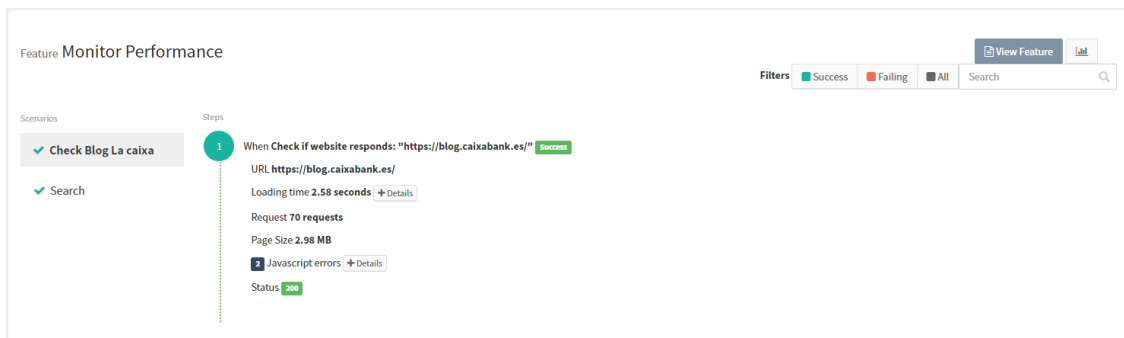 Feature Monitor Performance
View Feature
Filters Success Failing All Search
Scenarios
Steps
Check Blog La caixa
Search
1
When Check if website responds: "https://blog.caixabank.es/" Success
URL https://blog.caixabank.es/
Loading time 2.58 seconds + Details
Request 70 requests
Page Size 2.98 MB
2 Javascript errors + Details
Status 200